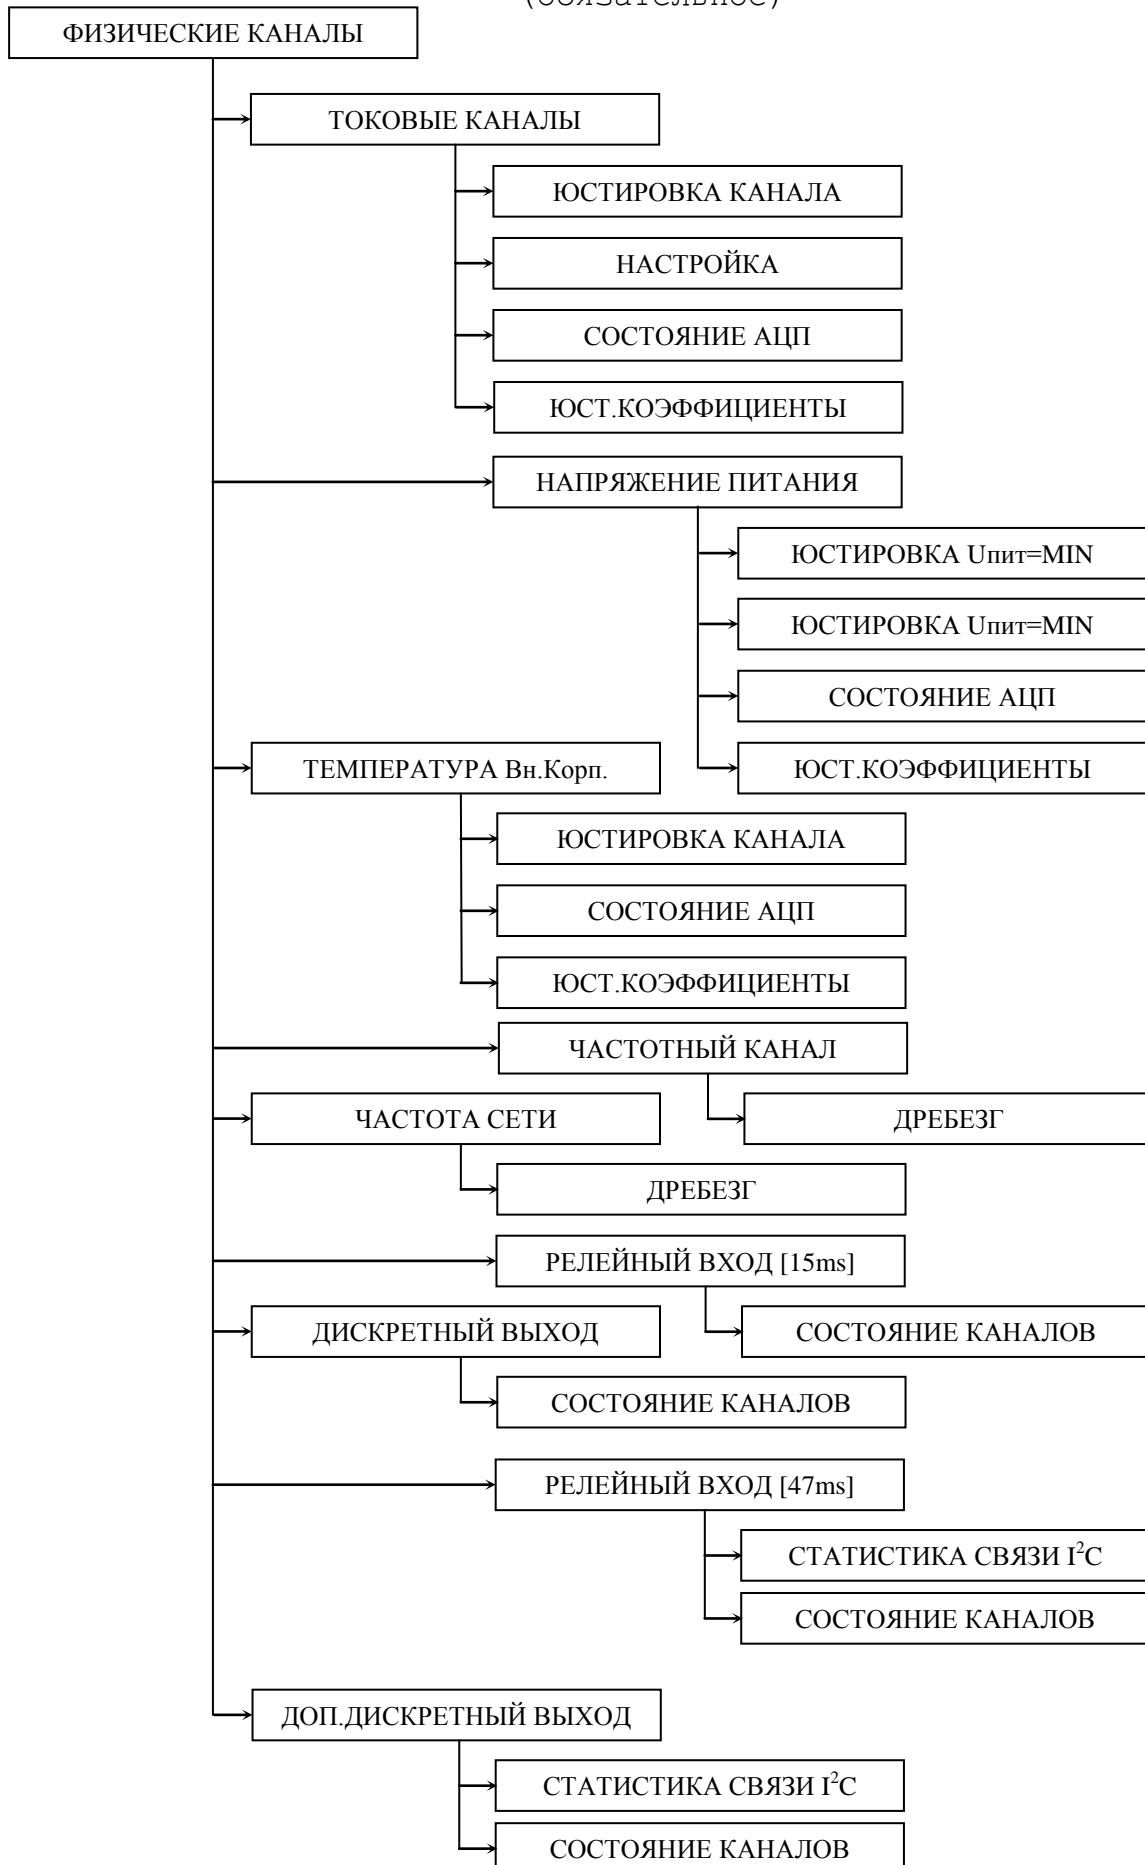 (обязательное)
ФИЗИЧЕСКИЕ КАНАЛЫ
ТОКОВЫЕ КАНАЛЫ
ЮСТИРОВКА КАНАЛА
НАСТРОЙКА
СОСТОЯНИЕ АЦП
ЮСТ.КОЭФФИЦИЕНТЫ
НАПРЯЖЕНИЕ ПИТАНИЯ
ЮСТИРОВКА Uпит=MIN
ЮСТИРОВКА Uпит=MIN
СОСТОЯНИЕ АЦП
ЮСТ.КОЭФФИЦИЕНТЫ
ТЕМПЕРАТУРА Вн.Корп.
ЮСТИРОВКА КАНАЛА
СОСТОЯНИЕ АЦП
ЮСТ.КОЭФФИЦИЕНТЫ
ЧАСТОТНЫЙ КАНАЛ
ДРЕБЕЗГ
ЧАСТОТА СЕТИ
ДРЕБЕЗГ
РЕЛЕЙНЫЙ ВХОД [15ms]
СОСТОЯНИЕ КАНАЛОВ
ДИСКРЕТНЫЙ ВЫХОД
СОСТОЯНИЕ КАНАЛОВ
РЕЛЕЙНЫЙ ВХОД [47ms]
СТАТИСТИКА СВЯЗИ I²C
СОСТОЯНИЕ КАНАЛОВ
ДОП.ДИСКРЕТНЫЙ ВЫХОД
СТАТИСТИКА СВЯЗИ I²C
СОСТОЯНИЕ КАНАЛОВ